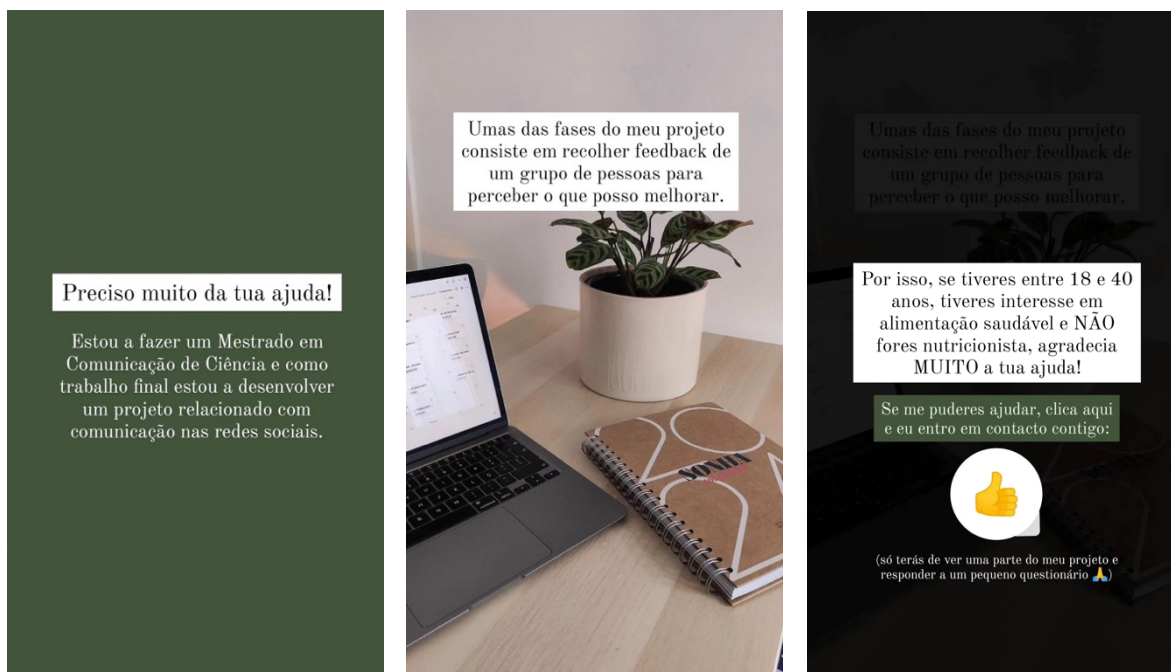 Preciso muito da tua ajuda!
Estou a fazer um Mestrado em
Comunicação de Ciência e como
trabalho final estou a desenvolver
um projeto relacionado com
comunicação nas redes sociais.
Umas das fases do meu projeto
consiste em recolher feedback de
um grupo de pessoas para
perceber o que posso melhorar.
SONHA
Umas das fases do meu projeto
consiste em recolher feedback de
um grupo de pessoas para
perceber o que posso melhorar.
Por isso, se tiveres entre 18 e 40
anos, tiveres interesse em
alimentação saudável e NÃO
fores nutricionista, agradecia
MUITO a tua ajuda!
Se me puderes ajudar, clica aqui
e eu entro em contacto contigo:
(só terás de ver uma parte do meu projeto e
responder a um pequeno questionário 🙏)